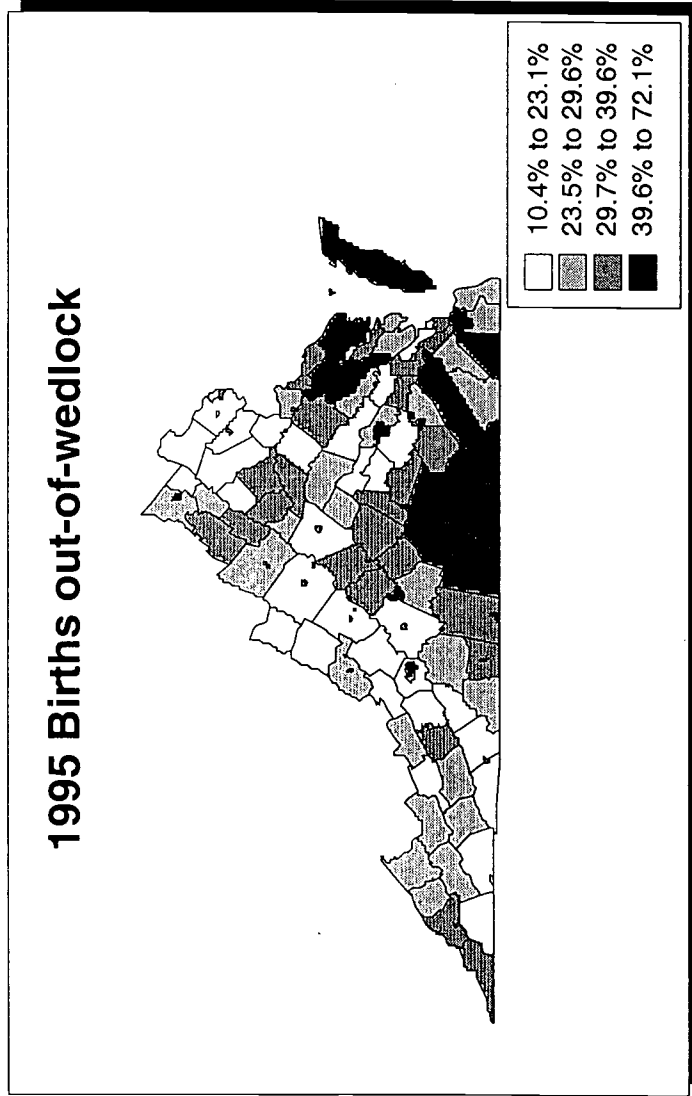 1995 Births out-of-wedlock
10.4% to 23.1%
23.5% to 29.6%
29.7% to 39.6%
39.6% to 72.1%